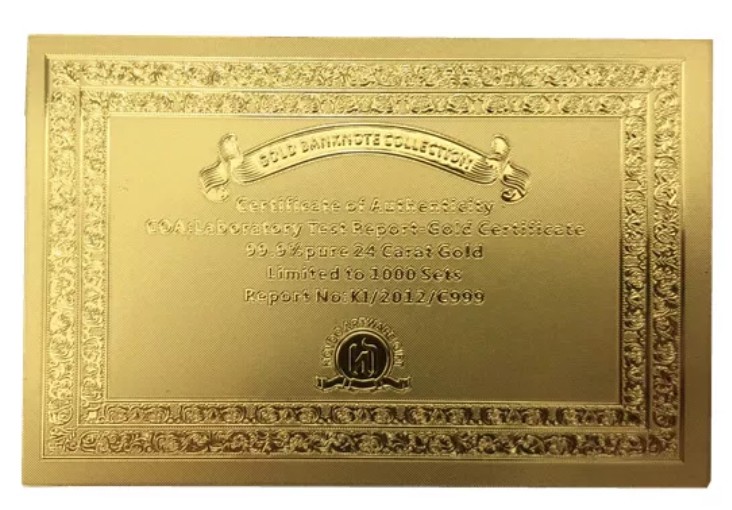 GOLD BANKNOTE COLLECTION
Certificate of Authenticity
COA:Laboratory Test Report-Gold Certificate
99.9% pure 24 Carat Gold
Limited to 1000 Sets
Report No:KI/2012/C999